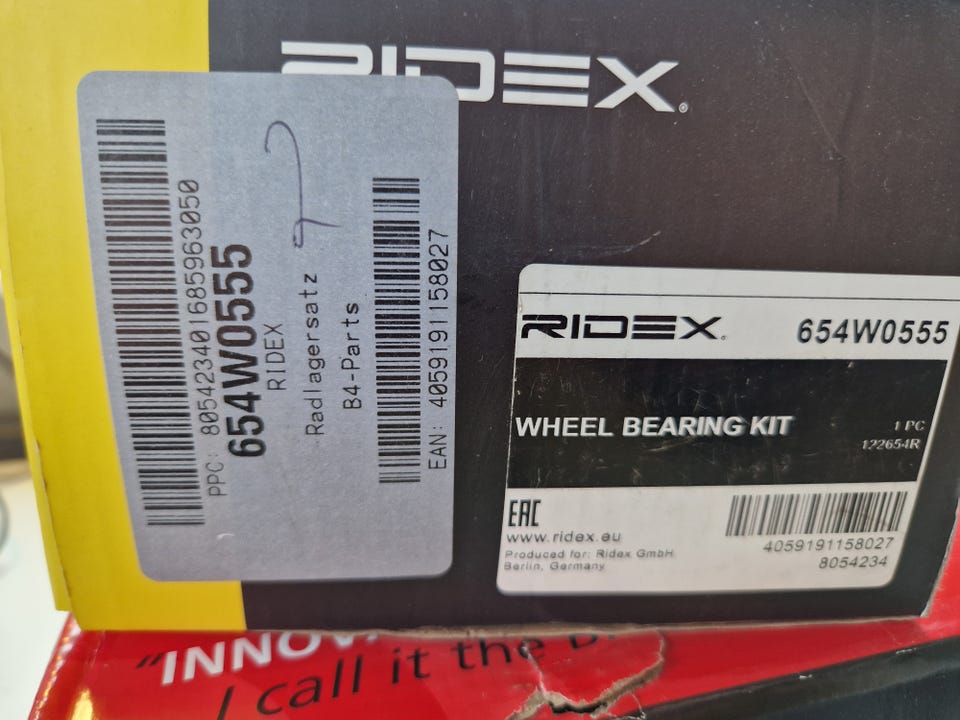 RIDEX
PPC: 805423401685963050
654W0555
RIDEX
Radlagersatz
B4-Parts
EAN: 4059191158027
RIDEX 654W0555
WHEEL BEARING KIT
1 PC
122654R
EAC
www.ridex.eu
Produced for: Ridex GmbH
Berlin, Germany
4059191158027
8054234
"INNOV
I call it the